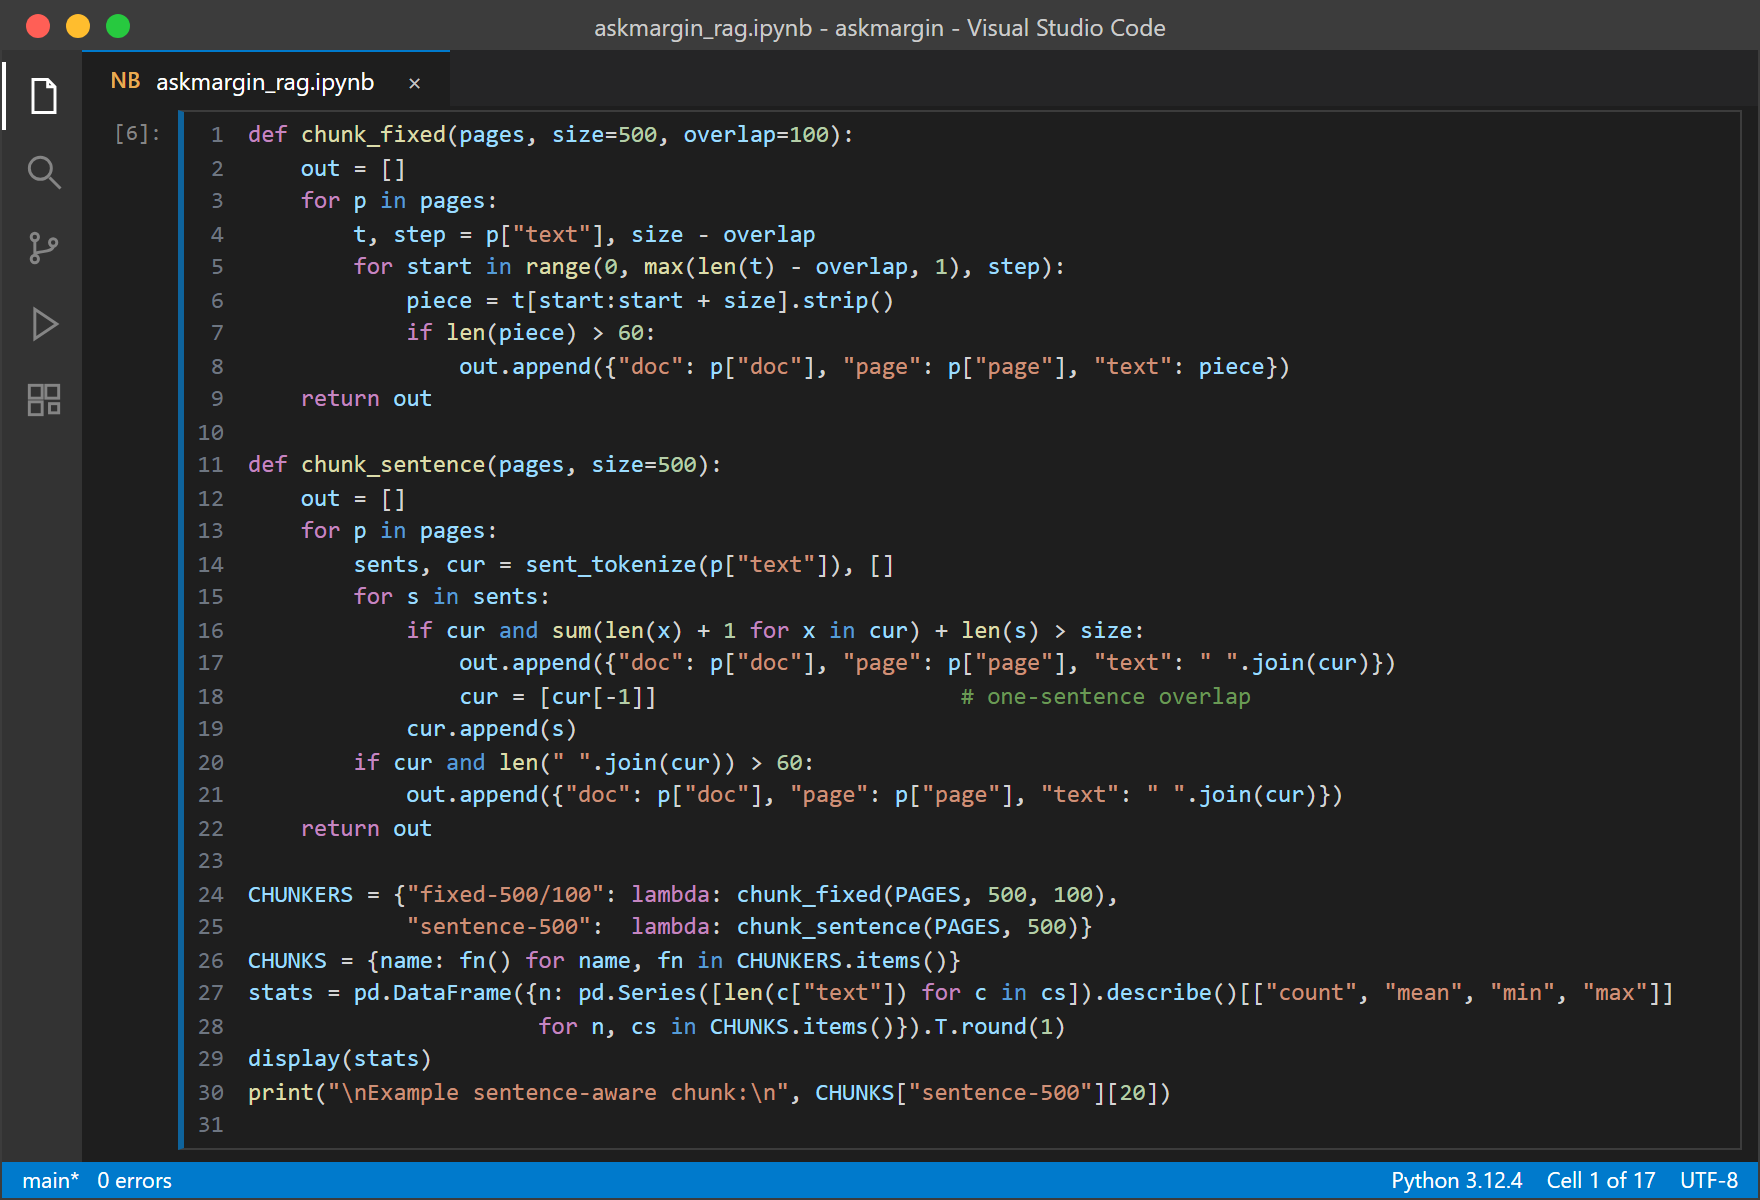 askmargin_rag.ipynb - askmargin - Visual Studio Code
NB askmargin_rag.ipynb ×
[6]:
1 def chunk_fixed(pages, size=500, overlap=100):
2     out = []
3     for p in pages:
4         t, step = p["text"], size - overlap
5         for start in range(0, max(len(t) - overlap, 1), step):
6             piece = t[start:start + size].strip()
7             if len(piece) > 60:
8                 out.append({"doc": p["doc"], "page": p["page"], "text": piece})
9     return out
10
11 def chunk_sentence(pages, size=500):
12     out = []
13     for p in pages:
14         sents, cur = sent_tokenize(p["text"]), []
15         for s in sents:
16             if cur and sum(len(x) + 1 for x in cur) + len(s) > size:
17                 out.append({"doc": p["doc"], "page": p["page"], "text": " ".join(cur)})
18                 cur = [cur[-1]]                       # one-sentence overlap
19             cur.append(s)
20         if cur and len(" ".join(cur)) > 60:
21             out.append({"doc": p["doc"], "page": p["page"], "text": " ".join(cur)})
22     return out
23
24 CHUNKERS = {"fixed-500/100": lambda: chunk_fixed(PAGES, 500, 100),
25             "sentence-500":  lambda: chunk_sentence(PAGES, 500)}
26 CHUNKS = {name: fn() for name, fn in CHUNKERS.items()}
27 stats = pd.DataFrame({n: pd.Series([len(c["text"]) for c in cs]).describe()[["count", "mean", "min", "max"]]
28                       for n, cs in CHUNKS.items()}).T.round(1)
29 display(stats)
30 print("\nExample sentence-aware chunk:\n", CHUNKS["sentence-500"][20])
31
main* 0 errors
Python 3.12.4 Cell 1 of 17 UTF-8